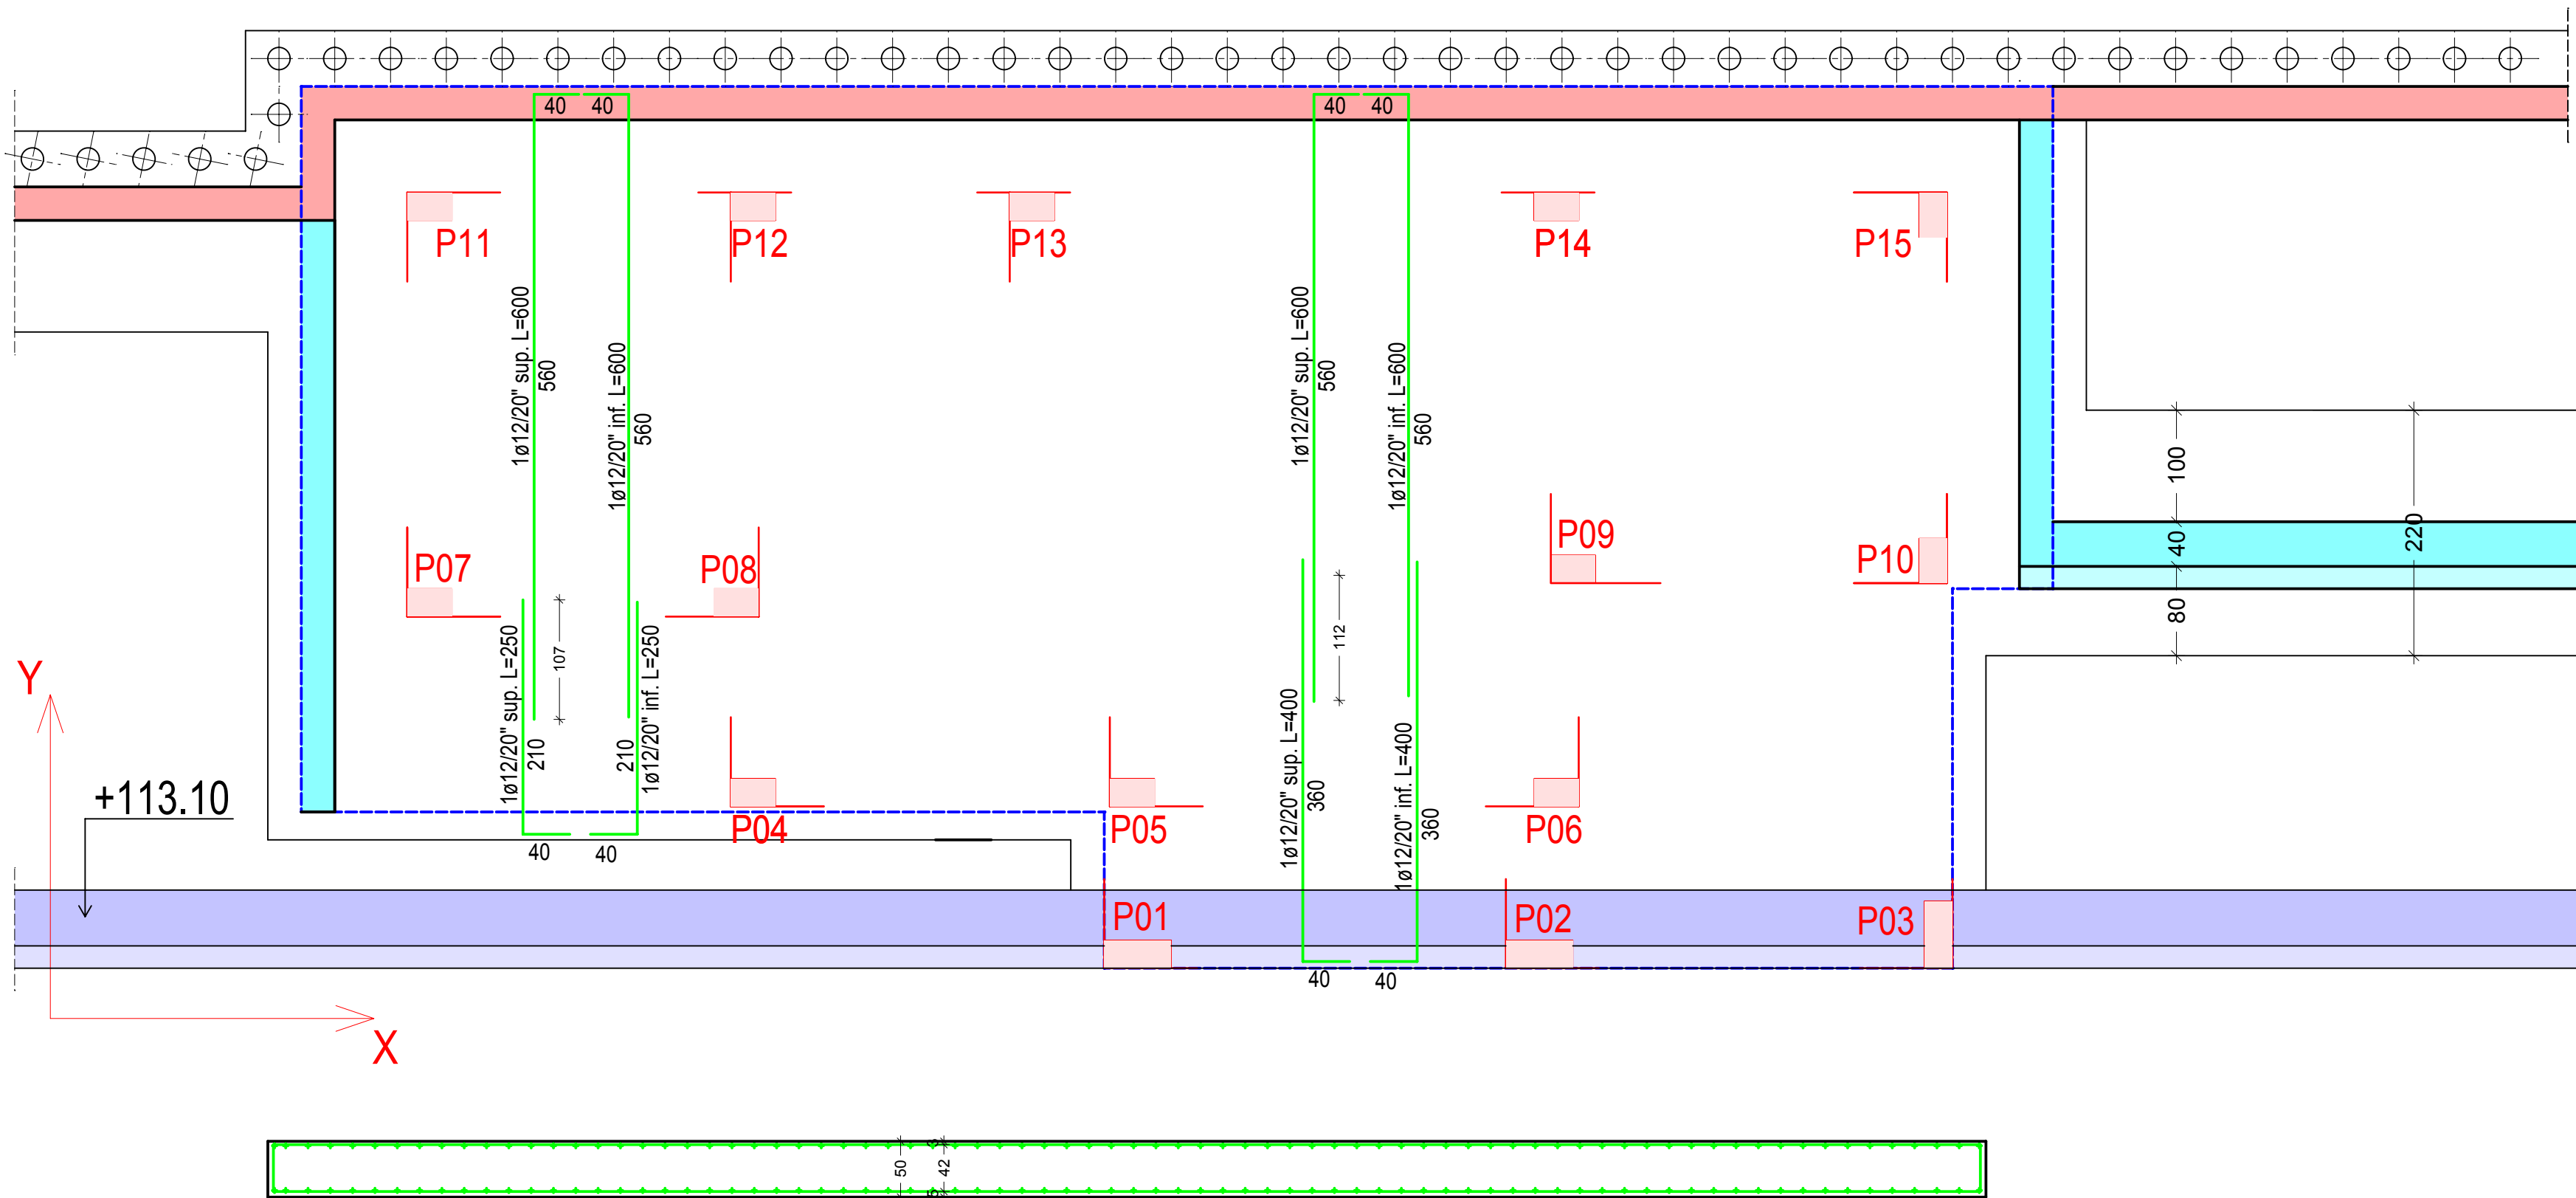 40 40
40 40
P11
P12
P13
P14
P15
1ø12/20" sup. L=600
560
1ø12/20" inf. L=600
560
1ø12/20" sup. L=600
560
1ø12/20" inf. L=600
560
100
40
80
220
P07
P08
P09
P10
107
112
1ø12/20" sup. L=250
210
210
1ø12/20" inf. L=250
1ø12/20" sup. L=400
360
1ø12/20" inf. L=400
360
Y
+113.10
P04
P05
P06
40 40
P01
P02
P03
40 40
X
50
3
42
5